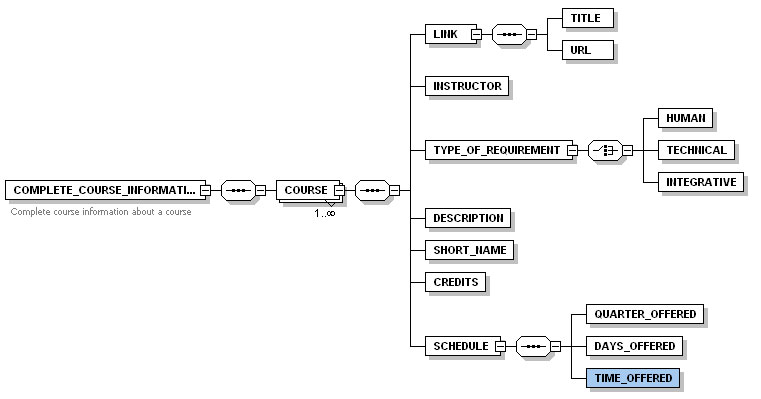 TITLE
LINK
URL
INSTRUCTOR
HUMAN
TYPE_OF_REQUIREMENT
TECHNICAL
INTEGRATIVE
COMPLETE_COURSE_INFORMATI...
COURSE
Complete course information about a course
1..∞
DESCRIPTION
SHORT_NAME
CREDITS
QUARTER_OFFERED
SCHEDULE
DAYS_OFFERED
TIME_OFFERED